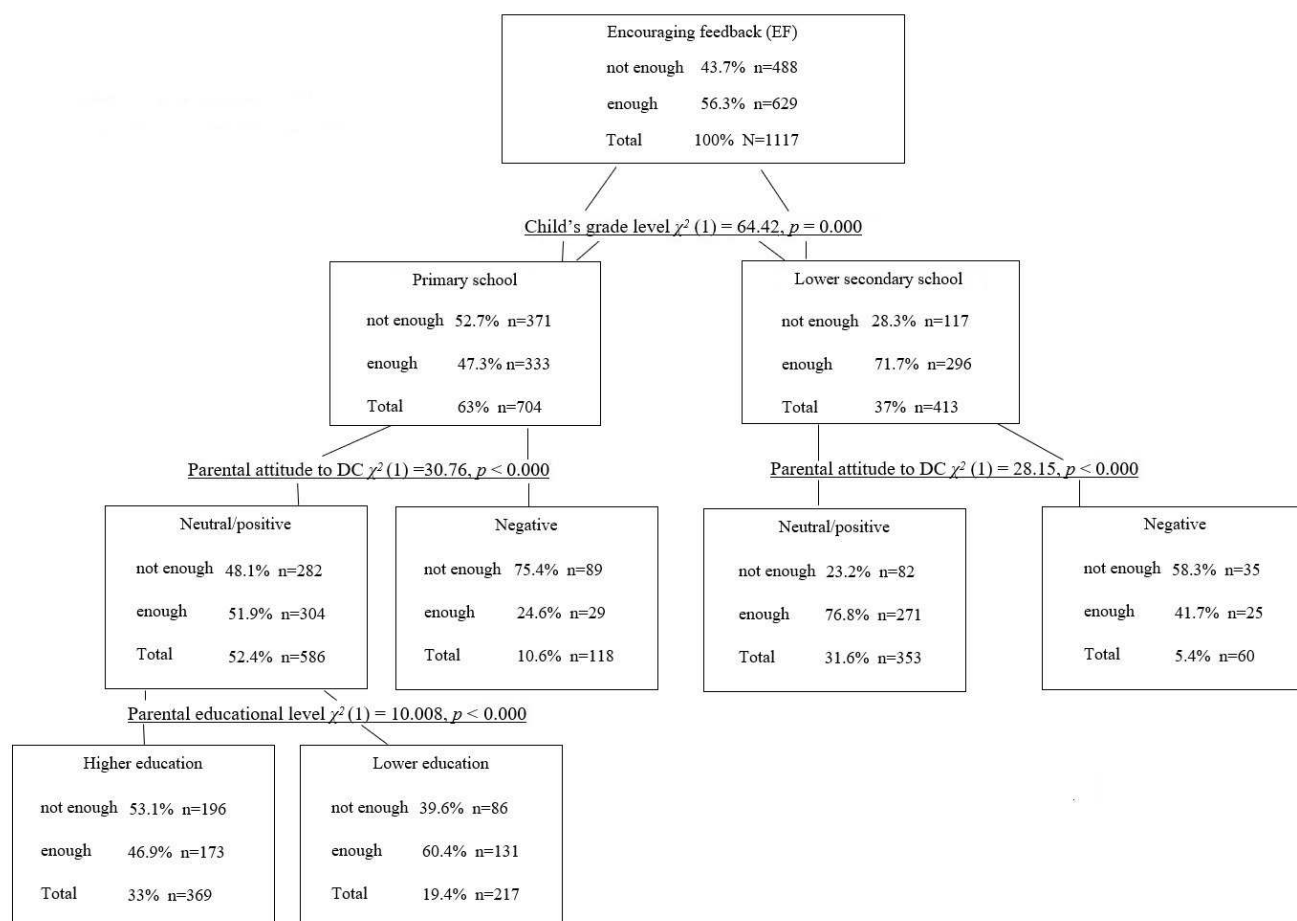 Encouraging feedback (EF)
not enough 43.7% n=488
enough 56.3% n=629
Total 100% N=1117
Child’s grade level χ² (1) = 64.42, p = 0.000
Primary school
not enough 52.7% n=371
enough 47.3% n=333
Total 63% n=704
Lower secondary school
not enough 28.3% n=117
enough 71.7% n=296
Total 37% n=413
Parental attitude to DC χ² (1) =30.76, p < 0.000
Parental attitude to DC χ² (1) = 28.15, p < 0.000
Neutral/positive
not enough 48.1% n=282
enough 51.9% n=304
Total 52.4% n=586
Negative
not enough 75.4% n=89
enough 24.6% n=29
Total 10.6% n=118
Neutral/positive
not enough 23.2% n=82
enough 76.8% n=271
Total 31.6% n=353
Negative
not enough 58.3% n=35
enough 41.7% n=25
Total 5.4% n=60
Parental educational level χ² (1) = 10.008, p < 0.000
Higher education
not enough 53.1% n=196
enough 46.9% n=173
Total 33% n=369
Lower education
not enough 39.6% n=86
enough 60.4% n=131
Total 19.4% n=217